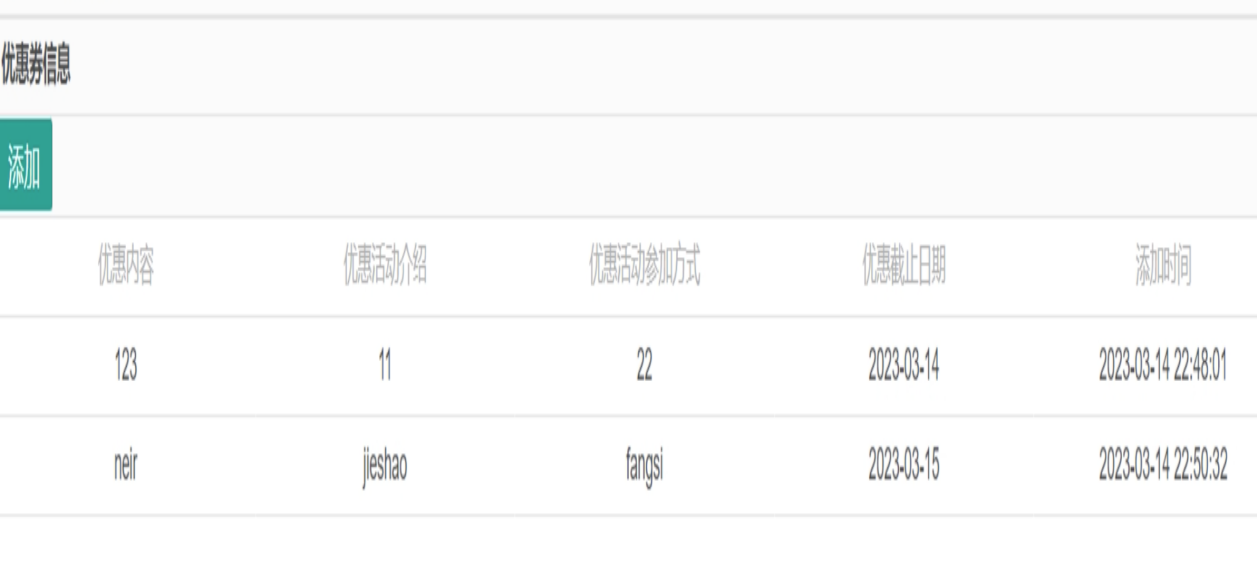 优惠券信息
添加
优惠内容 优惠活动介绍 优惠活动参加方式 优惠截止日期 添加时间
123 11 22 2023-03-14 2023-03-14 22:48:01
neir jieshao fangsi 2023-03-15 2023-03-14 22:50:32